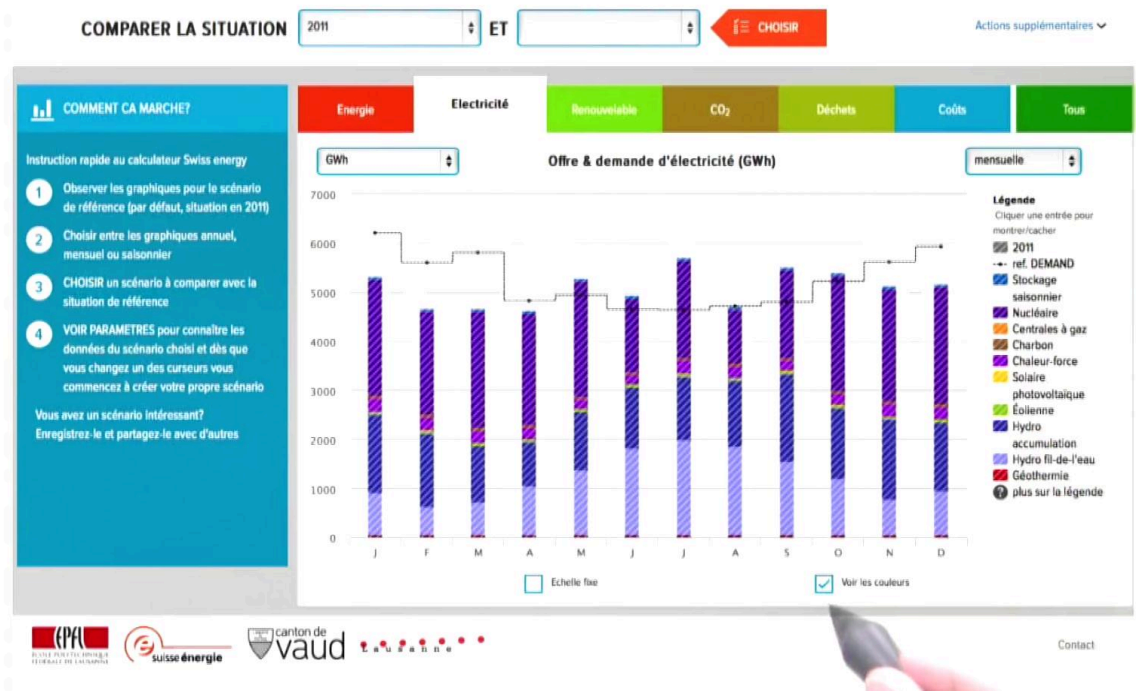 COMPARER LA SITUATION 2011 ET CHOISIR Actions supplémentaires
COMMENT CA MARCHE?
Instruction rapide au calculateur Swiss energy
1 Observer les graphiques pour le scénario
de référence (par défaut, situation en 2011)
2 Choisir entre les graphiques annuel,
mensuel ou saisonnier
3 CHOISIR un scénario à comparer avec la
situation de référence
4 VOIR PARAMETRES pour connaître les
données du scénario choisi et dès que
vous changez un des curseurs vous
commencez à créer votre propre scénario
Vous avez un scénario intéressant?
Enregistrez-le et partagez-le avec d'autres
Energie Electricité Renouvelable CO₂ Déchets Coûts Tous
GWh Offre & demande d'électricité (GWh) mensuelle
7000
6000
5000
4000
3000
2000
1000
0
J F M A M J J A S O N D
Légende
Cliquer une entrée pour
montrer/cacher
2011
ref. DEMAND
Stockage
saisonnier
Nucléaire
Centrales à gaz
Charbon
Chaleur-force
Solaire
photovoltaïque
Éolienne
Hydro
accumulation
Hydro fil-de-l'eau
Géothermie
? plus sur la légende
Echelle fixe Voir les couleurs
EPFL
ÉCOLE POLYTECHNIQUE
FÉDÉRALE DE LAUSANNE
suisse énergie
canton de
vaud
Lausanne
Contact